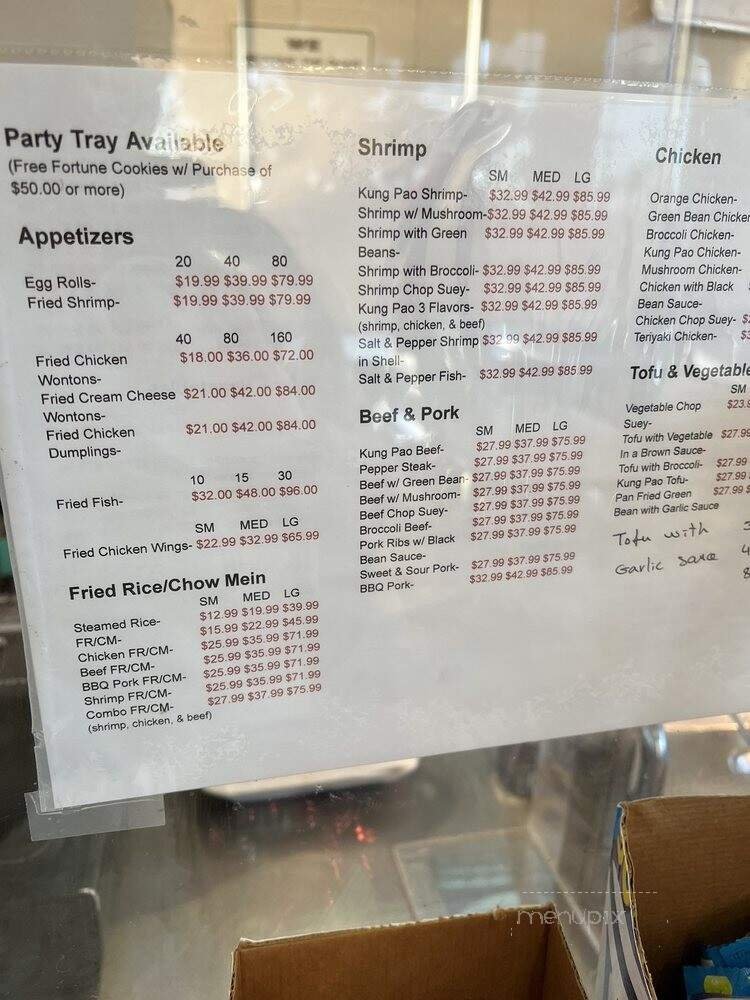 Party Tray Available
(Free Fortune Cookies w/ Purchase of
$50.00 or more)
Appetizers
20 40 80
Egg Rolls- $19.99 $39.99 $79.99
Fried Shrimp- $19.99 $39.99 $79.99
40 80 160
Fried Chicken $18.00 $36.00 $72.00
Wontons-
Fried Cream Cheese $21.00 $42.00 $84.00
Wontons-
Fried Chicken $21.00 $42.00 $84.00
Dumplings-
10 15 30
Fried Fish- $32.00 $48.00 $96.00
SM MED LG
Fried Chicken Wings- $22.99 $32.99 $65.99
Fried Rice/Chow Mein
SM MED LG
Steamed Rice- $12.99 $19.99 $39.99
FR/CM- $15.99 $22.99 $45.99
Chicken FR/CM- $25.99 $35.99 $71.99
Beef FR/CM- $25.99 $35.99 $71.99
BBQ Pork FR/CM- $25.99 $35.99 $71.99
Shrimp FR/CM- $25.99 $35.99 $71.99
Combo FR/CM- $27.99 $37.99 $75.99
(shrimp, chicken, & beef)
Shrimp
SM MED LG
Kung Pao Shrimp- $32.99 $42.99 $85.99
Shrimp w/ Mushroom- $32.99 $42.99 $85.99
Shrimp with Green $32.99 $42.99 $85.99
Beans-
Shrimp with Broccoli- $32.99 $42.99 $85.99
Shrimp Chop Suey- $32.99 $42.99 $85.99
Kung Pao 3 Flavors- $32.99 $42.99 $85.99
(shrimp, chicken, & beef)
Salt & Pepper Shrimp $32.99 $42.99 $85.99
in Shell-
Salt & Pepper Fish- $32.99 $42.99 $85.99
Beef & Pork
SM MED LG
Kung Pao Beef- $27.99 $37.99 $75.99
Pepper Steak- $27.99 $37.99 $75.99
Beef w/ Green Bean- $27.99 $37.99 $75.99
Beef w/ Mushroom- $27.99 $37.99 $75.99
Beef Chop Suey- $27.99 $37.99 $75.99
Broccoli Beef- $27.99 $37.99 $75.99
Pork Ribs w/ Black $27.99 $37.99 $75.99
Bean Sauce-
Sweet & Sour Pork- $27.99 $37.99 $75.99
BBQ Pork- $32.99 $42.99 $85.99
Chicken
Orange Chicken-
Green Bean Chicken
Broccoli Chicken-
Kung Pao Chicken-
Mushroom Chicken-
Chicken with Black
Bean Sauce-
Chicken Chop Suey-
Teriyaki Chicken-
Tofu & Vegetable
SM
Vegetable Chop
Suey-
Tofu with Vegetable $27.99
In a Brown Sauce-
Tofu with Broccoli- $27.99
Kung Pao Tofu- $27.99
Pan Fried Green $27.99
Bean with Garlic Sauce
Tofu with
Garlic sauce
menupix